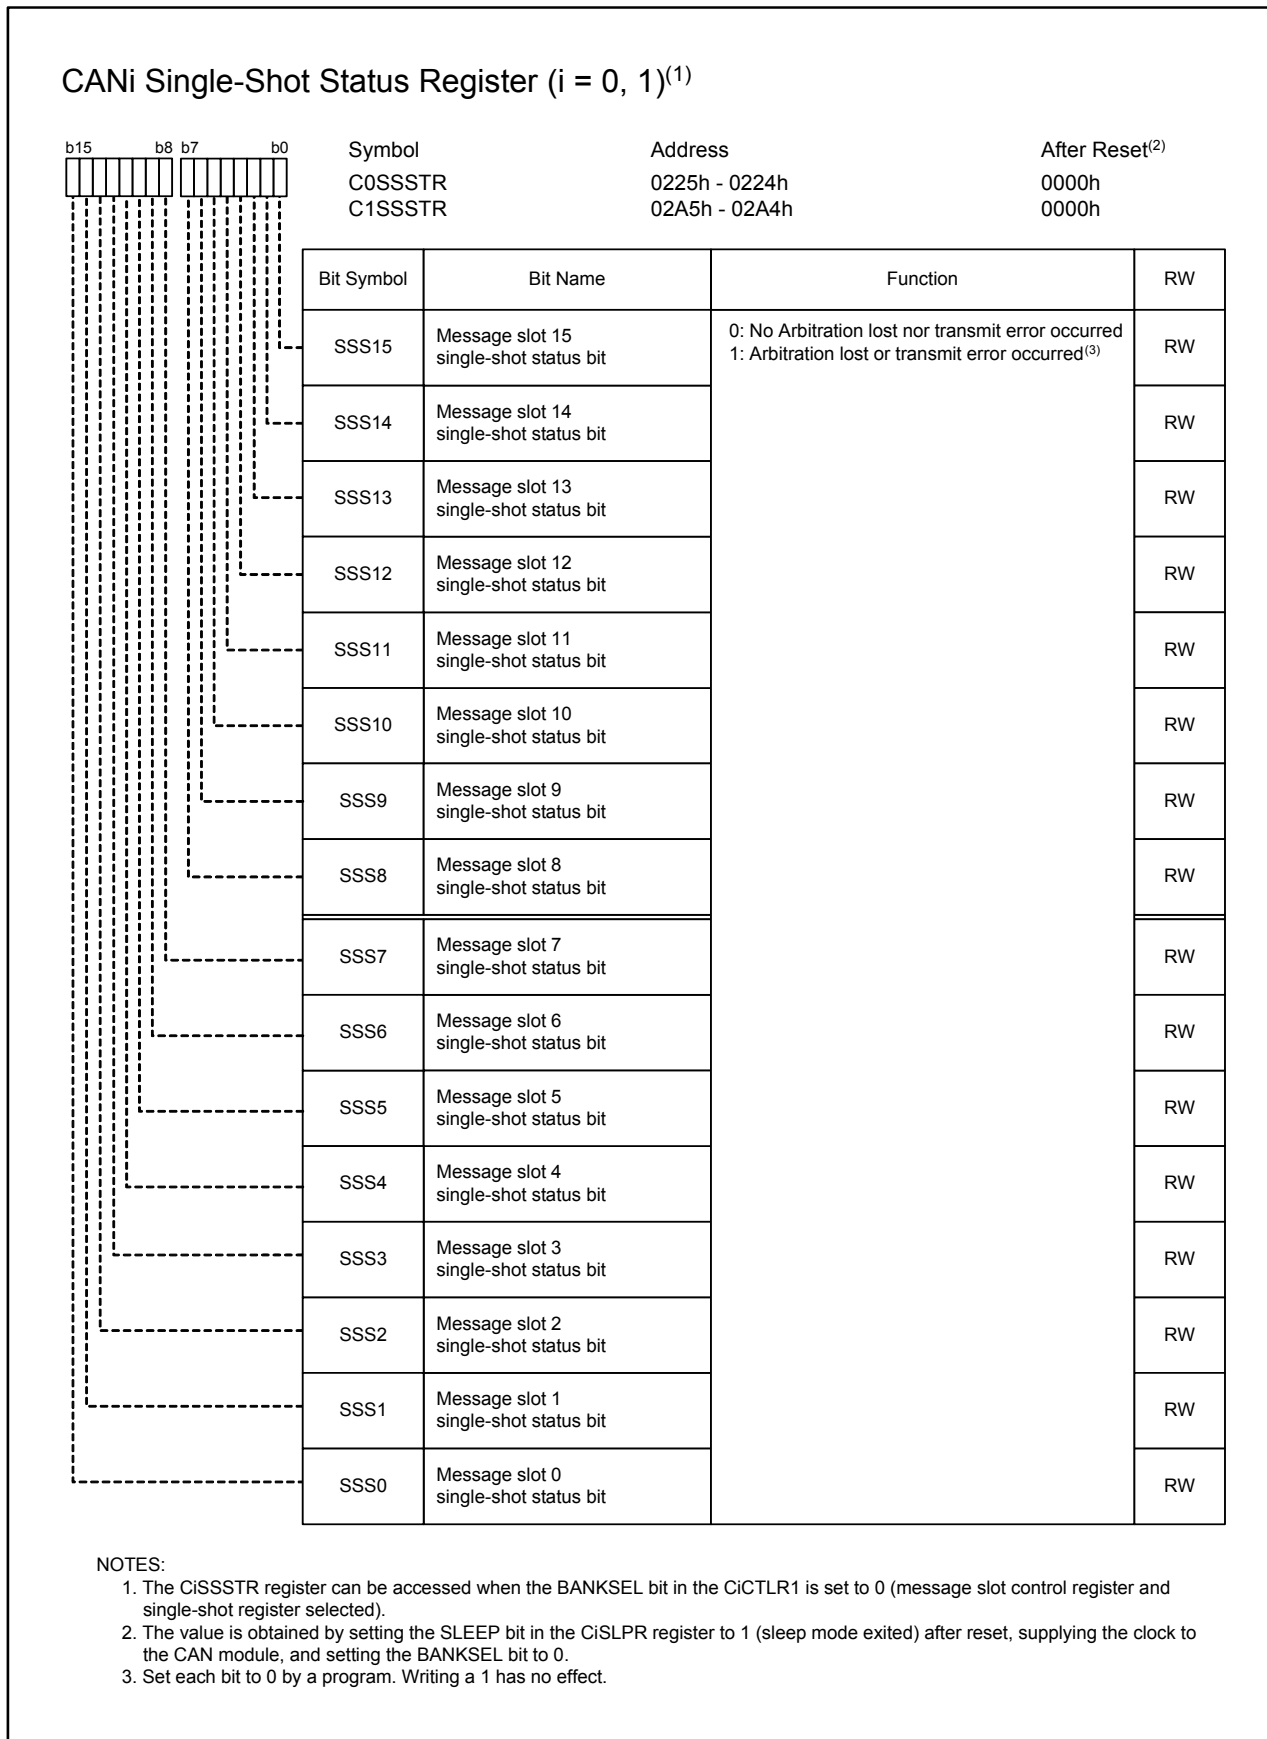 CANi Single-Shot Status Register (i = 0, 1)(1)
b15 b8 b7 b0
Symbol Address After Reset(2)
C0SSSTR 0225h - 0224h 0000h
C1SSSTR 02A5h - 02A4h 0000h
Bit Symbol Bit Name Function RW
SSS15 Message slot 15 single-shot status bit RW
0: No Arbitration lost nor transmit error occurred
1: Arbitration lost or transmit error occurred(3)
SSS14 Message slot 14 single-shot status bit RW
SSS13 Message slot 13 single-shot status bit RW
SSS12 Message slot 12 single-shot status bit RW
SSS11 Message slot 11 single-shot status bit RW
SSS10 Message slot 10 single-shot status bit RW
SSS9 Message slot 9 single-shot status bit RW
SSS8 Message slot 8 single-shot status bit RW
SSS7 Message slot 7 single-shot status bit RW
SSS6 Message slot 6 single-shot status bit RW
SSS5 Message slot 5 single-shot status bit RW
SSS4 Message slot 4 single-shot status bit RW
SSS3 Message slot 3 single-shot status bit RW
SSS2 Message slot 2 single-shot status bit RW
SSS1 Message slot 1 single-shot status bit RW
SSS0 Message slot 0 single-shot status bit RW
NOTES:
1. The CiSSSTR register can be accessed when the BANKSEL bit in the CiCTLR1 is set to 0 (message slot control register and
single-shot register selected).
2. The value is obtained by setting the SLEEP bit in the CiSLPR register to 1 (sleep mode exited) after reset, supplying the clock to
the CAN module, and setting the BANKSEL bit to 0.
3. Set each bit to 0 by a program. Writing a 1 has no effect.